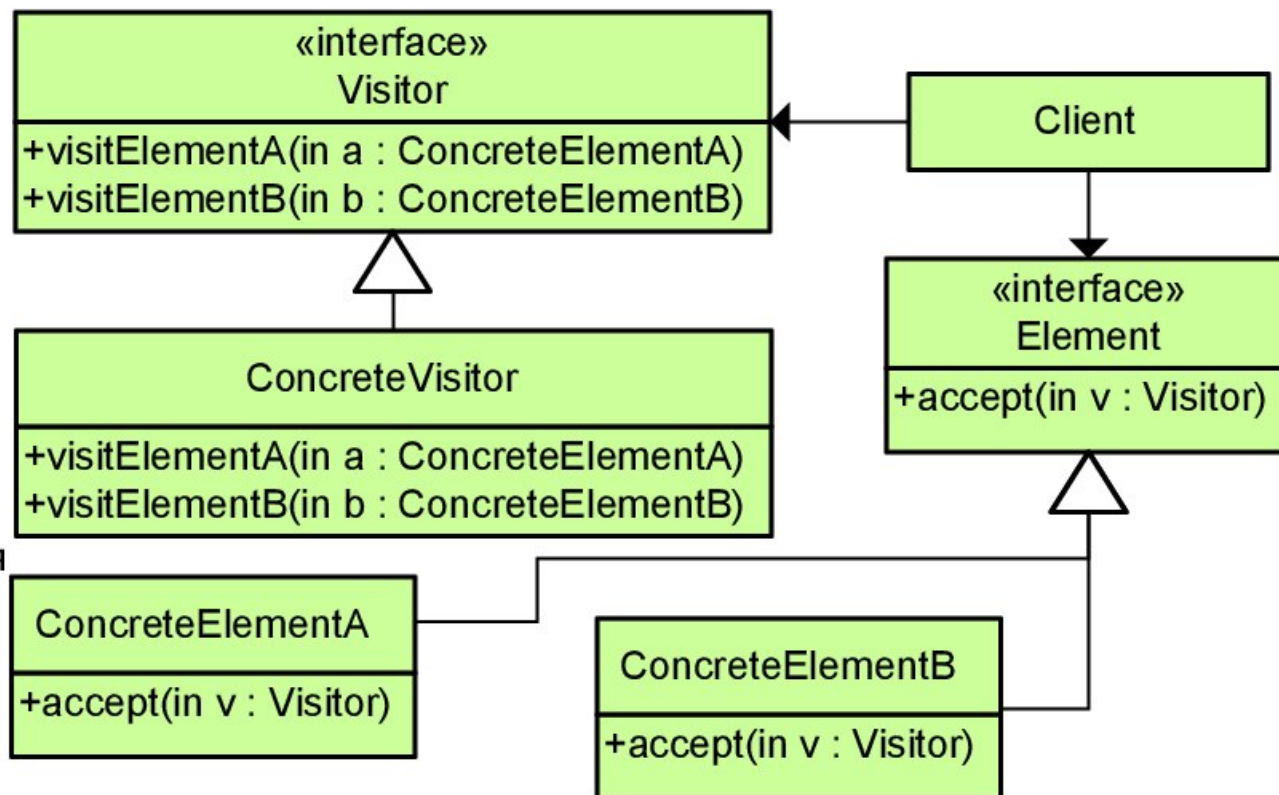 «interface»
Visitor
+visitElementA(in a : ConcreteElementA)
+visitElementB(in b : ConcreteElementB)
Client
«interface»
Element
+accept(in v : Visitor)
ConcreteVisitor
+visitElementA(in a : ConcreteElementA)
+visitElementB(in b : ConcreteElementB)
я
ConcreteElementA
+accept(in v : Visitor)
ConcreteElementB
+accept(in v : Visitor)